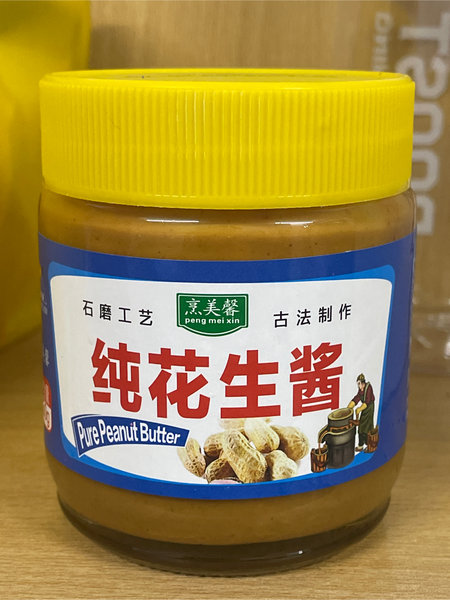 烹美馨
peng mei xin
石磨工艺
古法制作
纯花生酱
Pure Peanut Butter